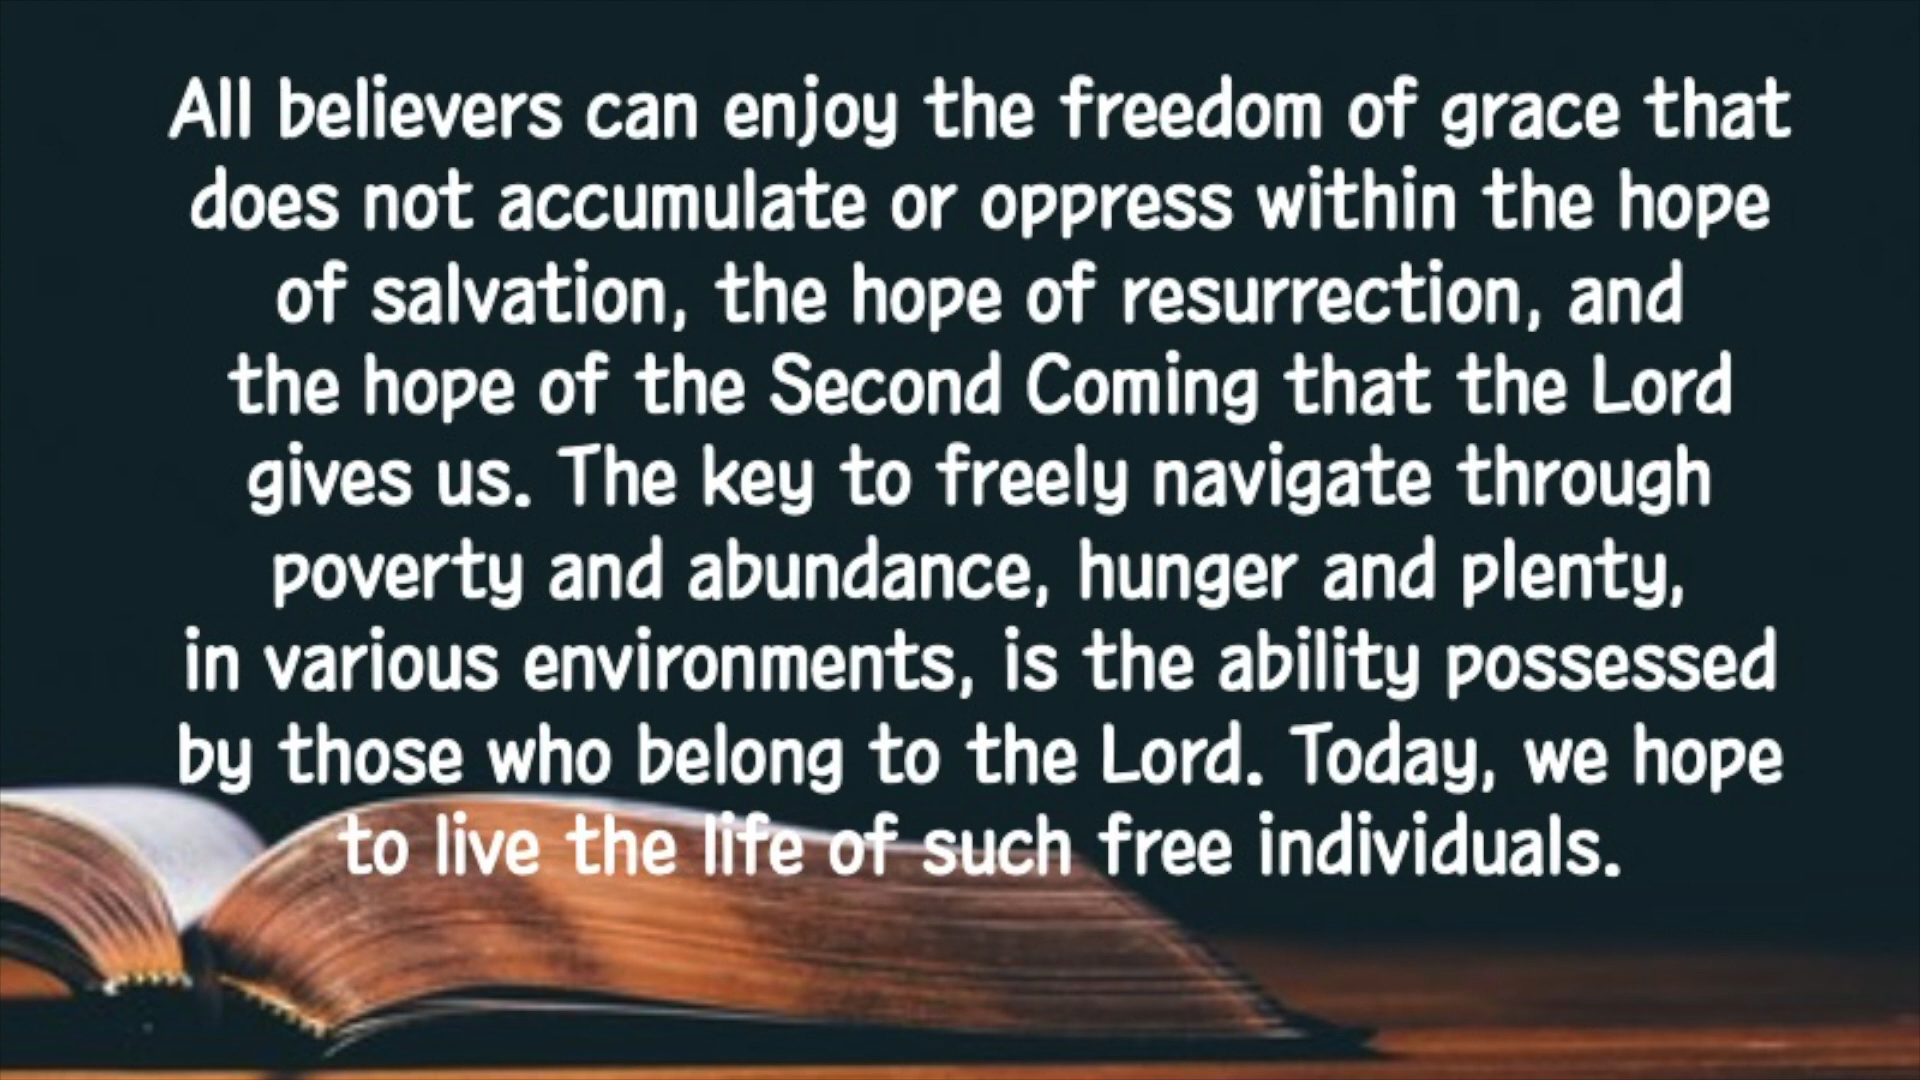 All believers can enjoy the freedom of grace that
does not accumulate or oppress within the hope
of salvation, the hope of resurrection, and
the hope of the Second Coming that the Lord
gives us. The key to freely navigate through
poverty and abundance, hunger and plenty,
in various environments, is the ability possessed
by those who belong to the Lord. Today, we hope
to live the life of such free individuals.